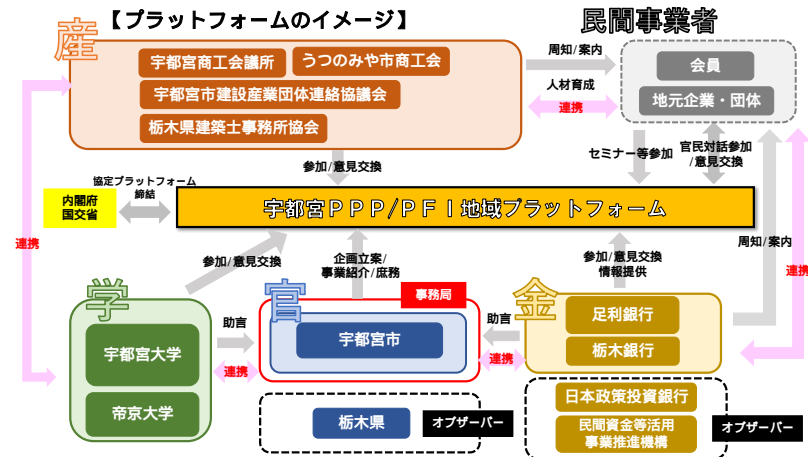 【プラットフォームのイメージ】
民間事業者
産
宇都宮商工会議所
うつのみや市商工会
宇都宮市建設産業団体連絡協議会
栃木県建築士事務所協会
周知/案内
人材育成
連携
会員
地元企業・団体
参加/意見交換
セミナー等参加
官民対話参加
/意見交換
協定プラットフォーム
締結
内閣府
国交省
宇都宮ＰＰＰ/ＰＦＩ地域プラットフォーム
連携
参加/意見交換
企画立案/
事業紹介/庶務
参加/意見交換
情報提供
周知/案内
連携
学
宇都宮大学
帝京大学
助言
連携
官
事務局
宇都宮市
栃木県
オブザーバー
助言
連携
金
足利銀行
栃木銀行
日本政策投資銀行
民間資金等活用
事業推進機構
オブザーバー